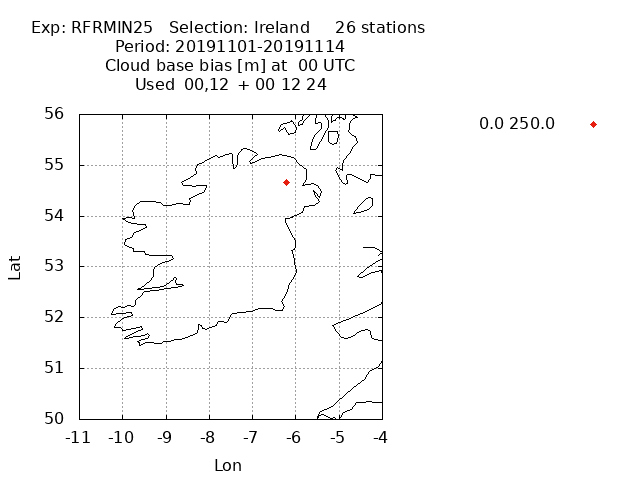 Exp: RFRMIN25   Selection: Ireland     26 stations
Period: 20191101-20191114
Cloud base bias [m] at  00 UTC
Used  00,12  + 00 12 24
0.0 250.0
56
55
54
53
52
51
50
Lat
-11 -10 -9 -8 -7 -6 -5 -4
Lon